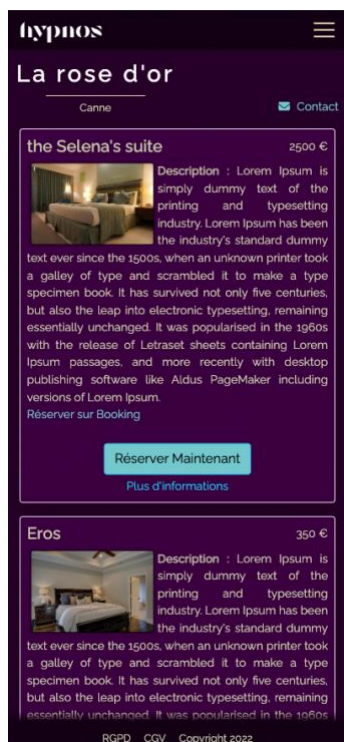 hypnos
La rose d'or
Canne
Contact
the Selena's suite 2500 €
Description : Lorem Ipsum is
simply dummy text of the
printing and typesetting
industry. Lorem Ipsum has been
the industry's standard dummy
text ever since the 1500s, when an unknown printer took
a galley of type and scrambled it to make a type
specimen book. It has survived not only five centuries,
but also the leap into electronic typesetting, remaining
essentially unchanged. It was popularised in the 1960s
with the release of Letraset sheets containing Lorem
Ipsum passages, and more recently with desktop
publishing software like Aldus PageMaker including
versions of Lorem Ipsum.
Réserver sur Booking
Réserver Maintenant
Plus d'informations
Eros 350 €
Description : Lorem Ipsum is
simply dummy text of the
printing and typesetting
industry. Lorem Ipsum has been
the industry's standard dummy
text ever since the 1500s, when an unknown printer took
a galley of type and scrambled it to make a type
specimen book. It has survived not only five centuries,
but also the leap into electronic typesetting, remaining
essentially unchanged. It was popularised in the 1960s
RGPD CGV Copyright 2022